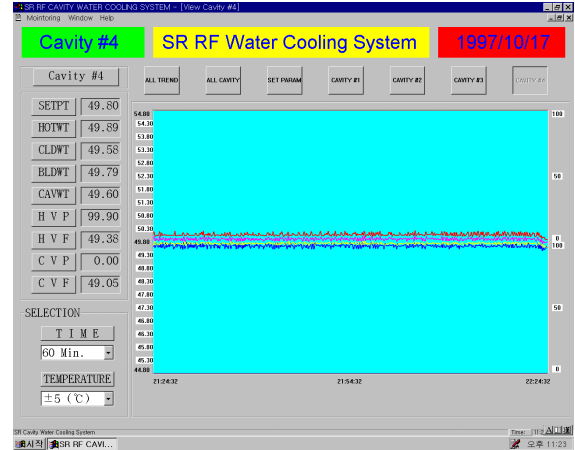 SR RF CAVITY WATER COOLING SYSTEM - [View Cavity #4]
Mointoring Window Help
Cavity #4 SR RF Water Cooling System 1997/10/17
Cavity #4 ALL TREND ALL CAVITY SET PARAM CAVITY #1 CAVITY #2 CAVITY #3 CAVITY #4
SETPT 49.80
HOTWT 49.89
CLDWT 49.58
BLDWT 49.79
CAVWT 49.60
H V P 99.90
H V F 49.38
C V P 0.00
C V F 49.05
SELECTION
T I M E
60 Min.
TEMPERATURE
±5 (℃)
54.80 100
54.30
53.80
53.30
52.80
52.30 50
51.80
51.30
50.80
50.30 0
49.80 100
49.30
48.80
48.30
47.80
47.30 50
46.80
46.30
45.80
45.30
44.80 0
21:24:32 21:54:32 22:24:32
SR Cavity Water Cooling System Time:
시작 SR RF CAVI... 오후 11:23